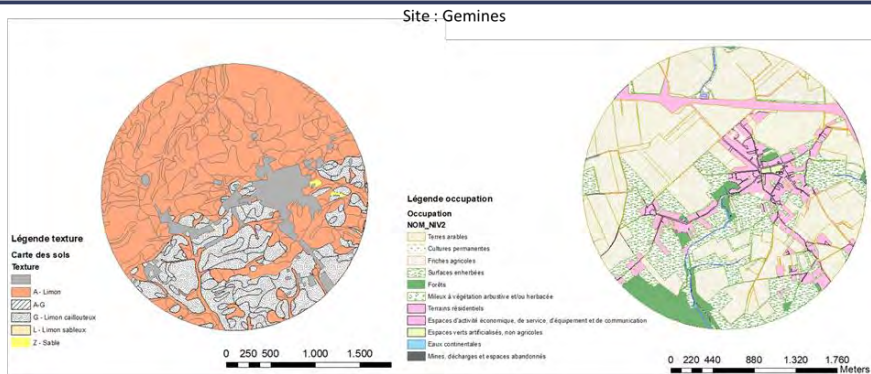 Site : Gemines
Légende texture
Carte des sols
Texture
A - Limon
A-G
G - Limon caillouteux
L - Limon sableux
Z - Sable
0 250 500 1.000 1.500
Légende occupation
Occupation
NOM_NIV2
Terres arables
Cultures permanentes
Friches agricoles
Surfaces enherbées
Forêts
Milieux à végétation arbustive et/ou herbacée
Terrains résidentiels
Espaces d'activité économique, de service, d'équipement et de communication
Espaces verts artificialisés, non agricoles
Eaux continentales
Mines, décharges et espaces abandonnés
0 220 440 880 1.320 1.760
Meters